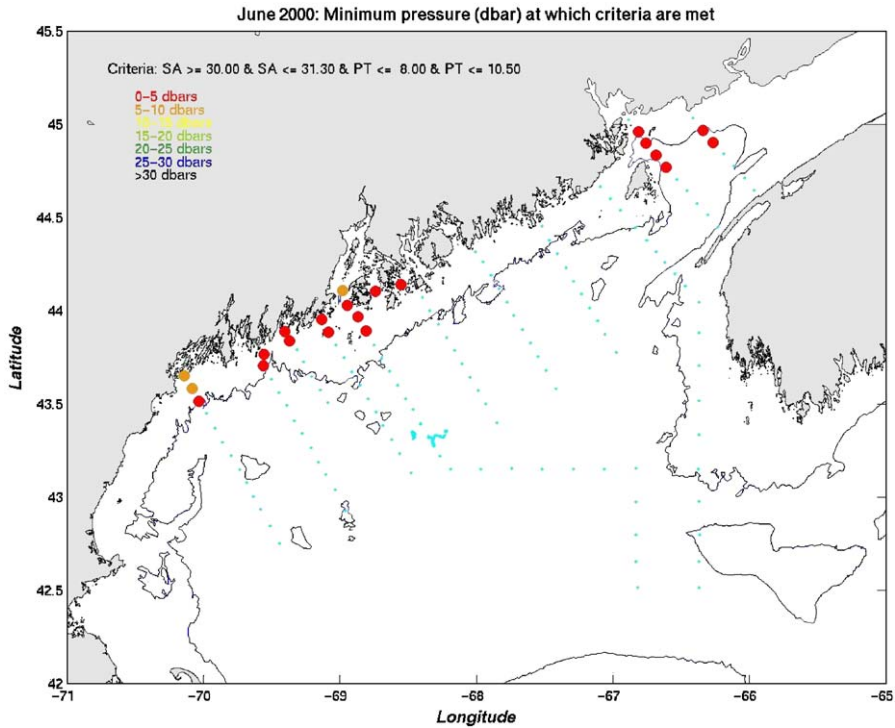 June 2000: Minimum pressure (dbar) at which criteria are met
Criteria: SA >= 30.00 & SA <= 31.30 & PT <= 8.00 & PT <= 10.50
0-5 dbars
5-10 dbars
10-15 dbars
15-20 dbars
20-25 dbars
25-30 dbars
>30 dbars
45.5
45
44.5
44
43.5
43
42.5
42
Latitude
-71
-70
-69
-68
-67
-66
-65
Longitude